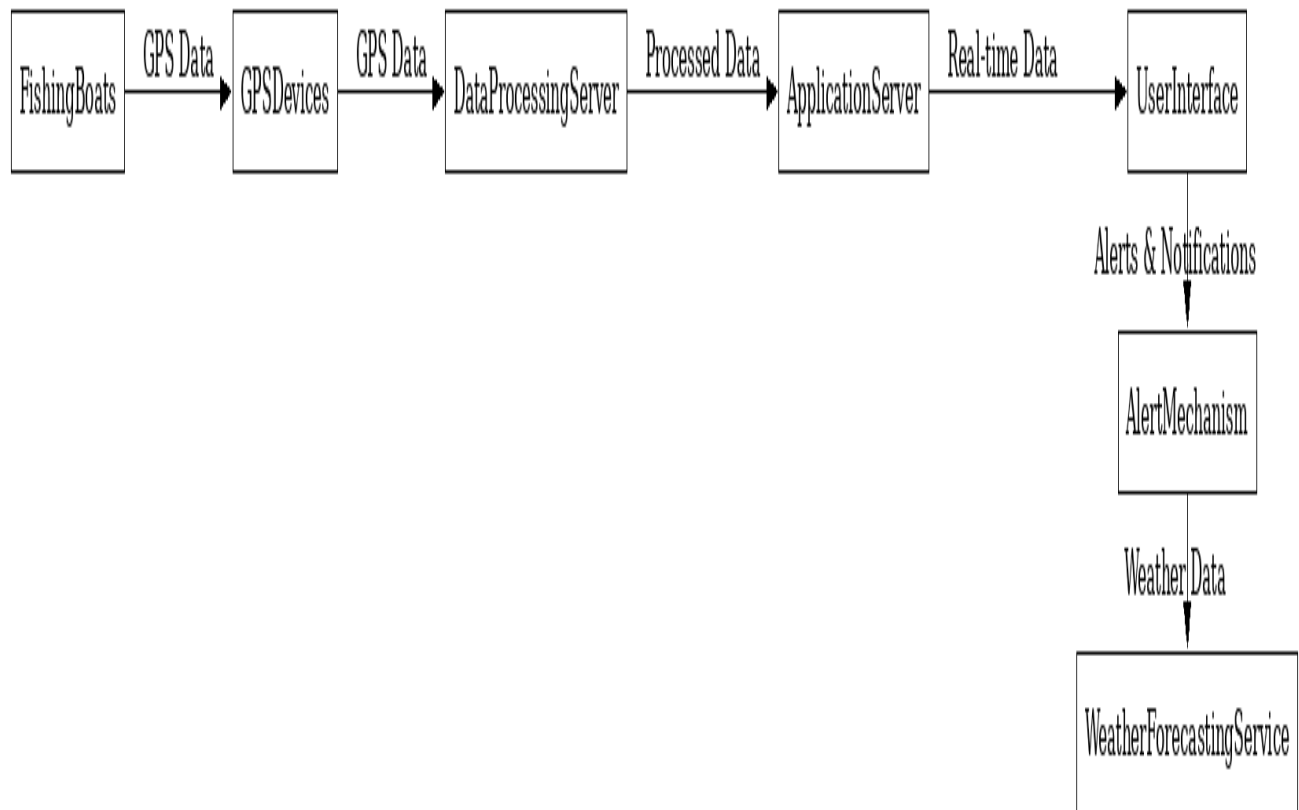 FishingBoats
GPS Data
GPSDevices
GPS Data
DataProcessingServer
Processed Data
ApplicationServer
Real-time Data
UserInterface
Alerts & Notifications
AlertMechanism
Weather Data
WeatherForecastingService